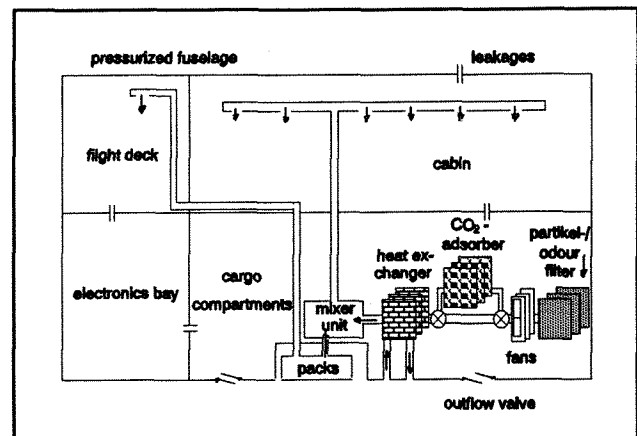 pressurized fuselage
leakages
flight deck
cabin
CO₂ -
adsorber
partikel-/
odour
filter
heat ex-
changer
electronics bay
cargo
compartments
mixer
unit
fans
packs
outflow valve